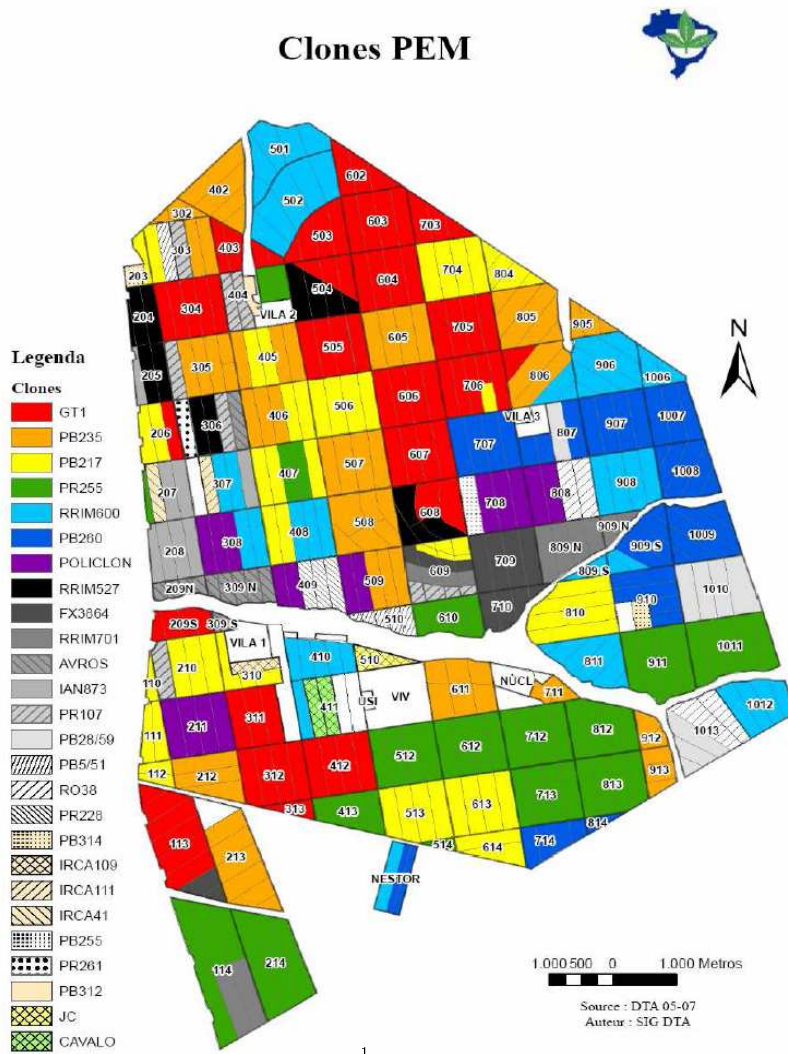 Clones PEM
501
402
602
502
302
603
703
503
303
403
704
804
203
604
404
504
204
304
805
VILA 2
705
905
605
505
405
205
305
906
806
1006
706
606
506
406
206
306
VILA 3
1007
907
807
707
607
507
407
1008
908
808
708
207
307
608
508
408
308
208
909 N
809 N
1009
909 S
709
609
809 S
509
409
309 N
209N
1010
910
710
810
610
510
209S
309 S
VILA 1
1011
911
811
410
510
210
310
110
NÚCL
711
611
VIV
USI
411
1012
1013
211
311
111
912
812
712
612
512
412
312
212
112
913
813
713
613
513
413
313
814
714
614
514
113
213
NESTOR
114
214
N
Legenda
Clones
GT1
PB235
PB217
PR255
RRIM600
PB260
POLICLON
RRIM527
FX3864
RRIM701
AVROS
IAN873
PR107
PB28/59
PB5/51
RO38
PR228
PB314
IRCA109
IRCA111
IRCA41
PB255
PR261
PB312
JC
CAVALO
1.000 500 0 1.000 Metros
Source : DTA 05-07
Auteur : SIG DTA
1